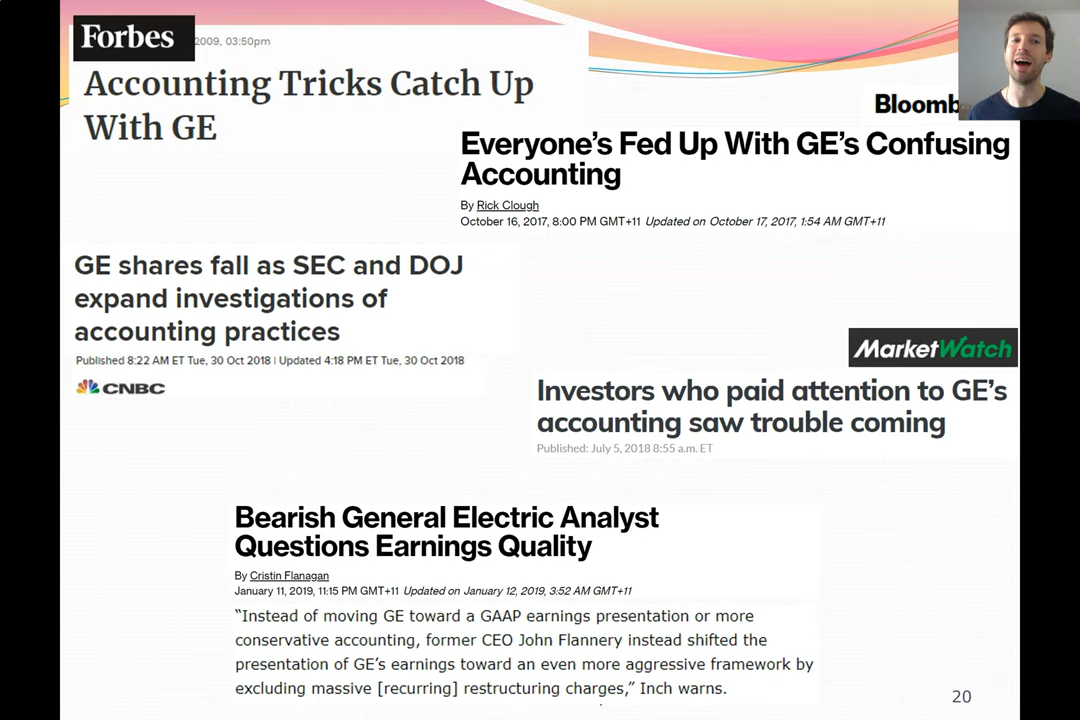 Forbes
2009, 03:50pm
Accounting Tricks Catch Up
With GE
Bloomb
Everyone’s Fed Up With GE’s Confusing
Accounting
By Rick Clough
October 16, 2017, 8:00 PM GMT+11 Updated on October 17, 2017, 1:54 AM GMT+11
GE shares fall as SEC and DOJ
expand investigations of
accounting practices
Published 8:22 AM ET Tue, 30 Oct 2018 | Updated 4:18 PM ET Tue, 30 Oct 2018
CNBC
MarketWatch
Investors who paid attention to GE’s
accounting saw trouble coming
Published: July 5, 2018 8:55 a.m. ET
Bearish General Electric Analyst
Questions Earnings Quality
By Cristin Flanagan
January 11, 2019, 11:15 PM GMT+11 Updated on January 12, 2019, 3:52 AM GMT+11
“Instead of moving GE toward a GAAP earnings presentation or more
conservative accounting, former CEO John Flannery instead shifted the
presentation of GE’s earnings toward an even more aggressive framework by
excluding massive [recurring] restructuring charges,” Inch warns.
20